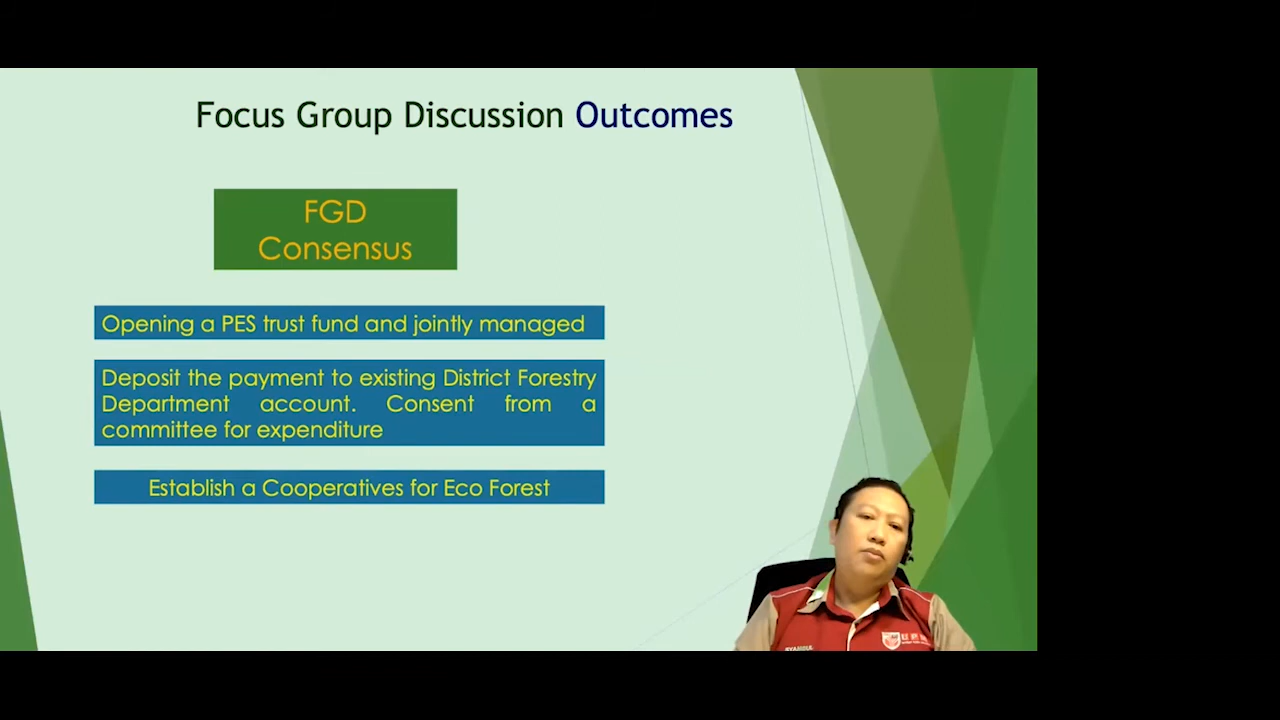 Focus Group Discussion Outcomes
FGD
Consensus
Opening a PES trust fund and jointly managed
Deposit the payment to existing District Forestry
Department account. Consent from a
committee for expenditure
Establish a Cooperatives for Eco Forest